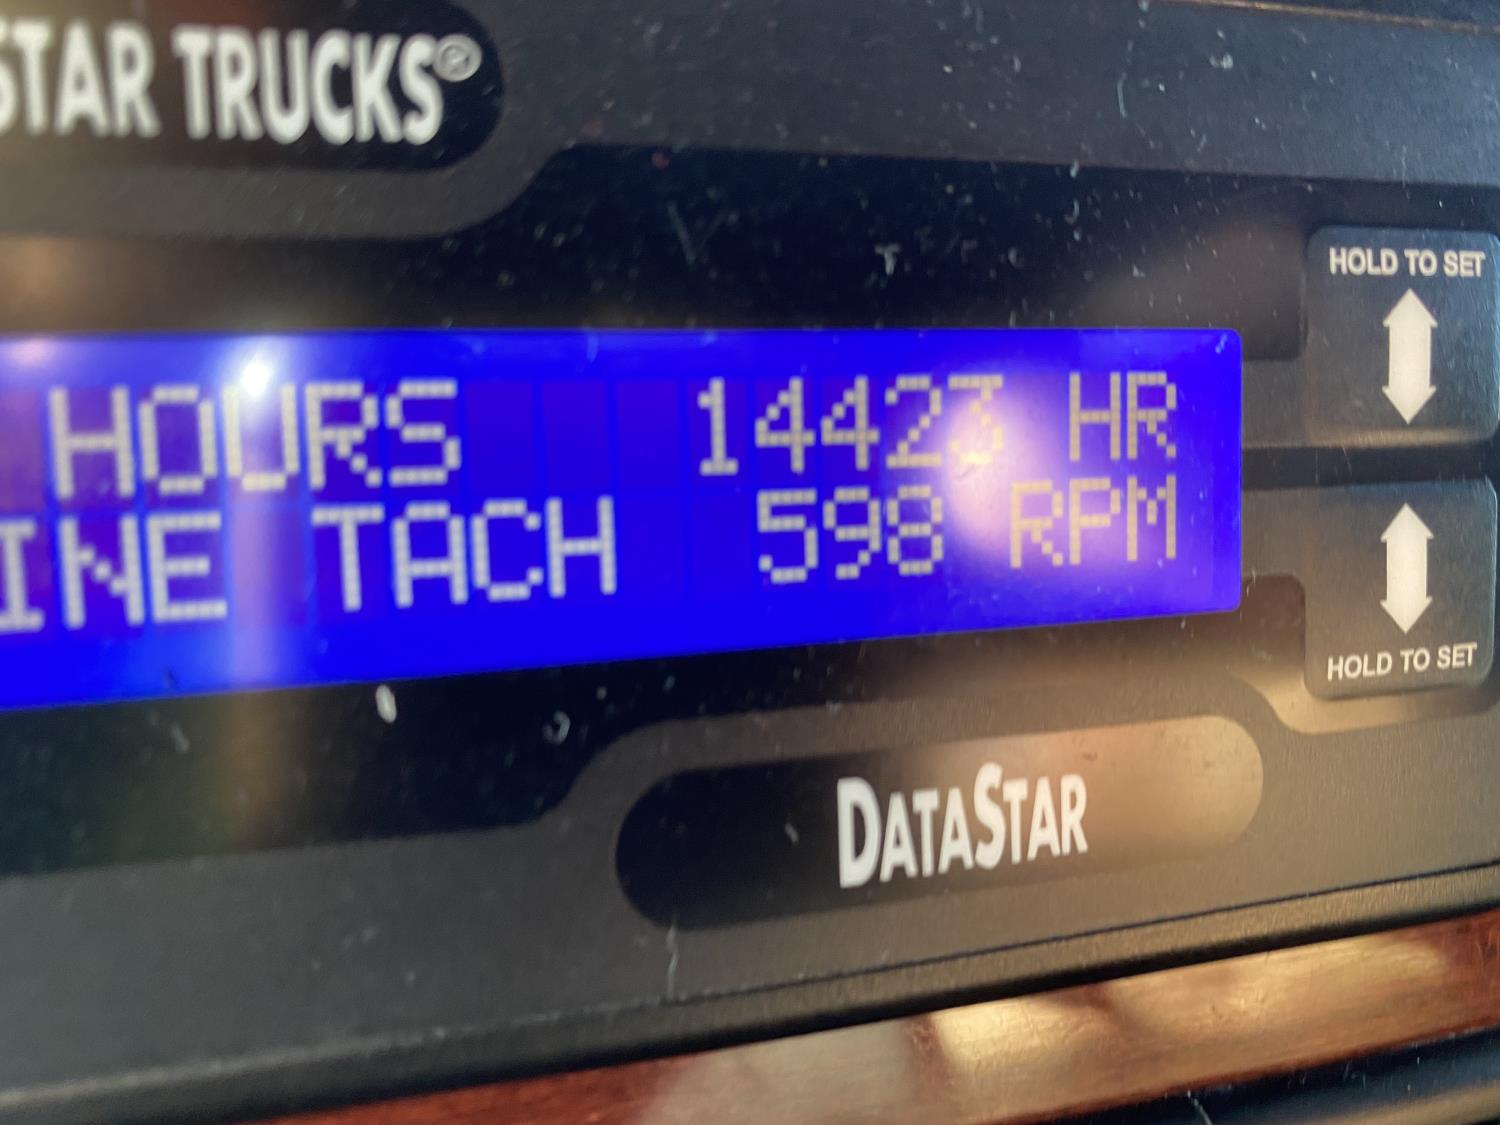 STAR TRUCKS®
HOLD TO SET
HOURS 14423 HR
INE TACH 598 RPM
HOLD TO SET
DATASTAR